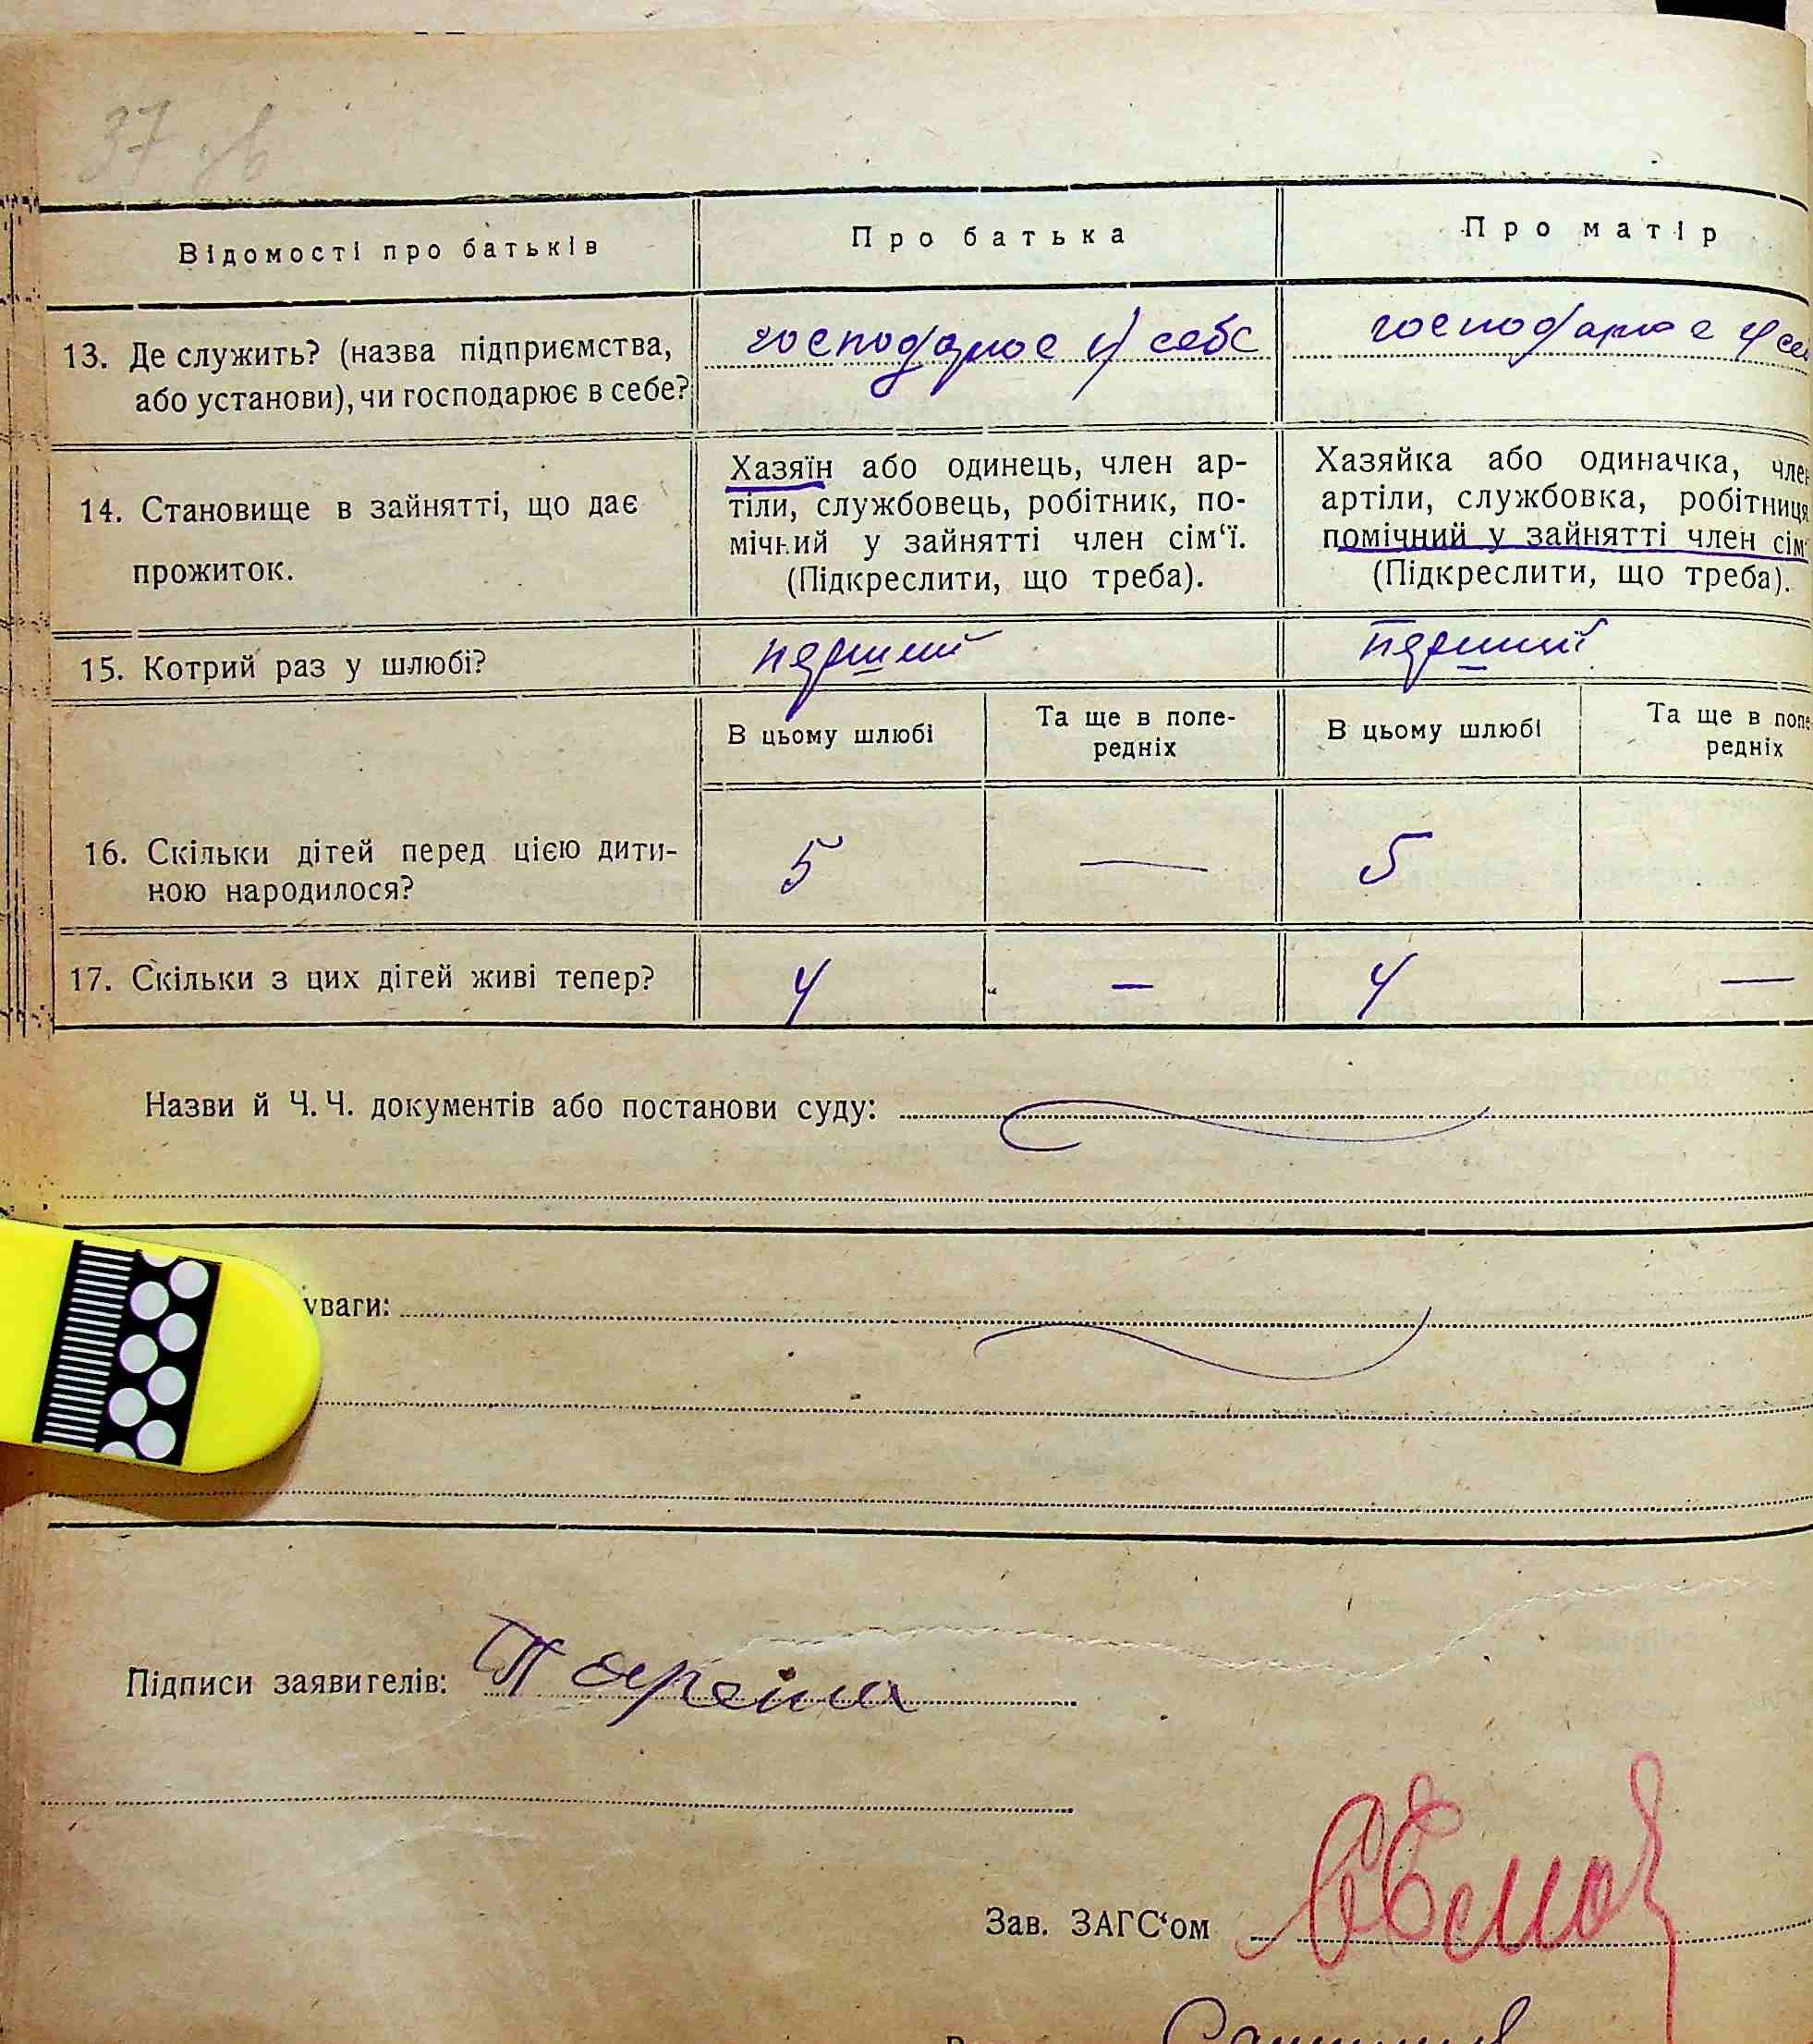 37 зв
Відомості про батьків
Про батька
Про матір
13. Де служить? (назва підприємства,
або установи), чи господарює в себе?
господарює у себе
господарює у се
14. Становище в зайнятті, що дає
прожиток.
Хазяїн або одинець, член ар-
тіли, службовець, робітник, по-
мічний у зайнятті член сім‘ї.
(Підкреслити, що треба).
Хазяйка або одиначка, член
артіли, службовка, робітниця
помічний у зайнятті член сім‘
(Підкреслити, що треба).
15. Котрий раз у шлюбі?
перший
перший
В цьому шлюбі
Та ще в попе-
редніх
В цьому шлюбі
Та ще в попе-
редніх
16. Скільки дітей перед цією дити-
ною народилося?
5
—
5
17. Скільки з цих дітей живі тепер?
4
—
4
—
Назви й Ч. Ч. документів або постанови суду:
уваги:
Підписи заявителів:
Зав. ЗАГС‘ом